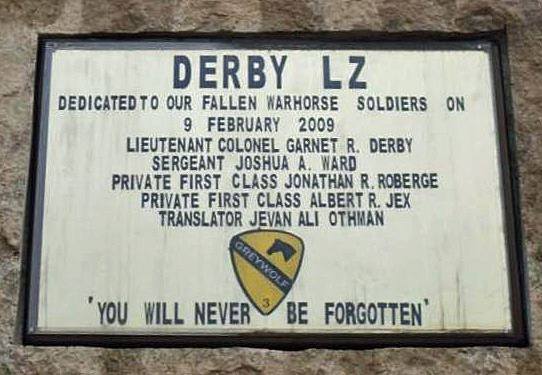 DERBY LZ
DEDICATED TO OUR FALLEN WARHORSE SOLDIERS ON
9 FEBRUARY 2009
LIEUTENANT COLONEL GARNET R. DERBY
SERGEANT JOSHUA A. WARD
PRIVATE FIRST CLASS JONATHAN R. ROBERGE
PRIVATE FIRST CLASS ALBERT R. JEX
TRANSLATOR JEVAN ALI OTHMAN
GREYWOLF
3
'YOU WILL NEVER BE FORGOTTEN'